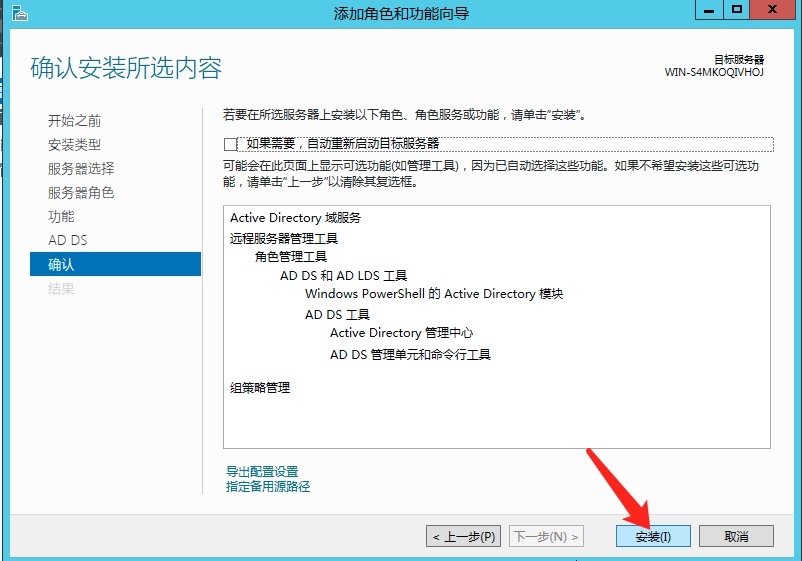 添加角色和功能向导
确认安装所选内容
目标服务器
WIN-S4MKOQIVHOJ
开始之前
安装类型
服务器选择
服务器角色
功能
AD DS
确认
结果
若要在所选服务器上安装以下角色、角色服务或功能，请单击“安装”。
如果需要，自动重新启动目标服务器
可能会在此页面上显示可选功能(如管理工具)，因为已自动选择这些功能。如果不希望安装这些可选功
能，请单击“上一步”以清除其复选框。
Active Directory 域服务
远程服务器管理工具
角色管理工具
AD DS 和 AD LDS 工具
Windows PowerShell 的 Active Directory 模块
AD DS 工具
Active Directory 管理中心
AD DS 管理单元和命令行工具
组策略管理
导出配置设置
指定备用源路径
< 上一步(P)
下一步(N) >
安装(I)
取消